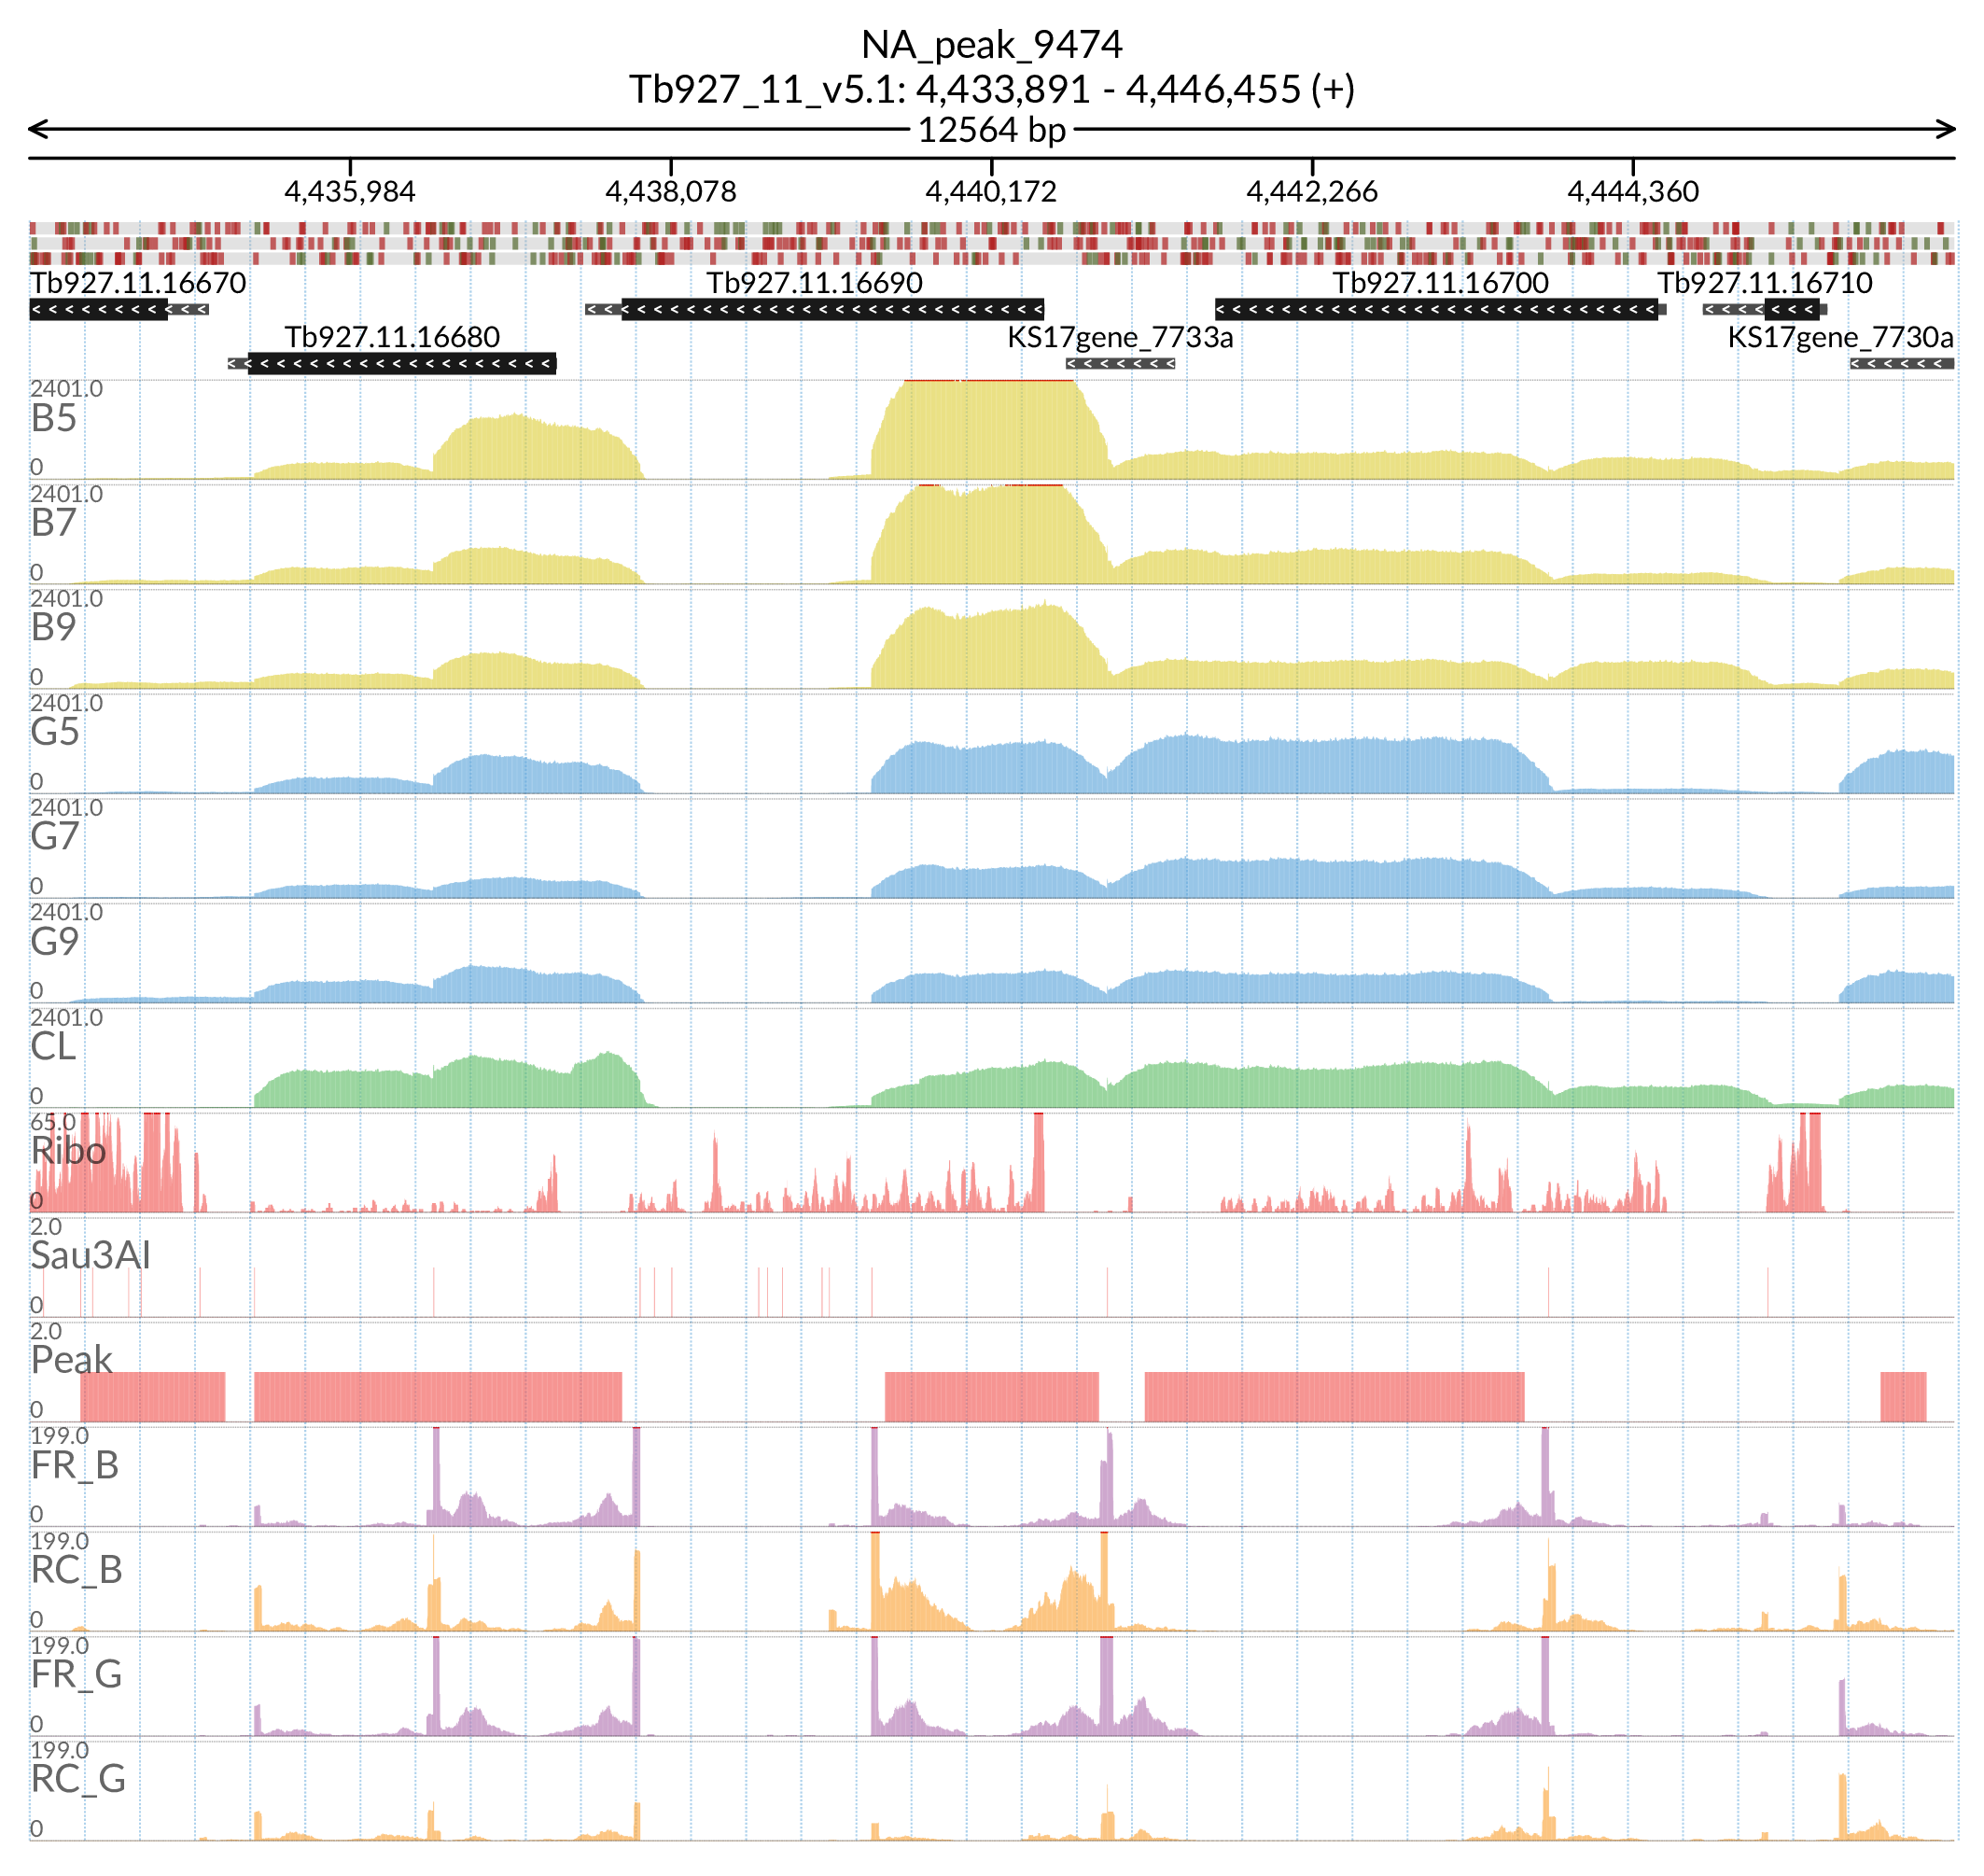 NA_peak_9474
Tb927_11_v5.1: 4,433,891 - 4,446,455 (+)
12564 bp
4,435,984 4,438,078 4,440,172 4,442,266 4,444,360
Tb927.11.16670 Tb927.11.16690 Tb927.11.16700 Tb927.11.16710
Tb927.11.16680 KS17gene_7733a KS17gene_7730a
2401.0
B5
0
2401.0
B7
0
2401.0
B9
0
2401.0
G5
0
2401.0
G7
0
2401.0
G9
0
2401.0
CL
0
65.0
Ribo
0
2.0
Sau3AI
0
2.0
Peak
0
199.0
FR_B
0
199.0
RC_B
0
199.0
FR_G
0
199.0
RC_G
0